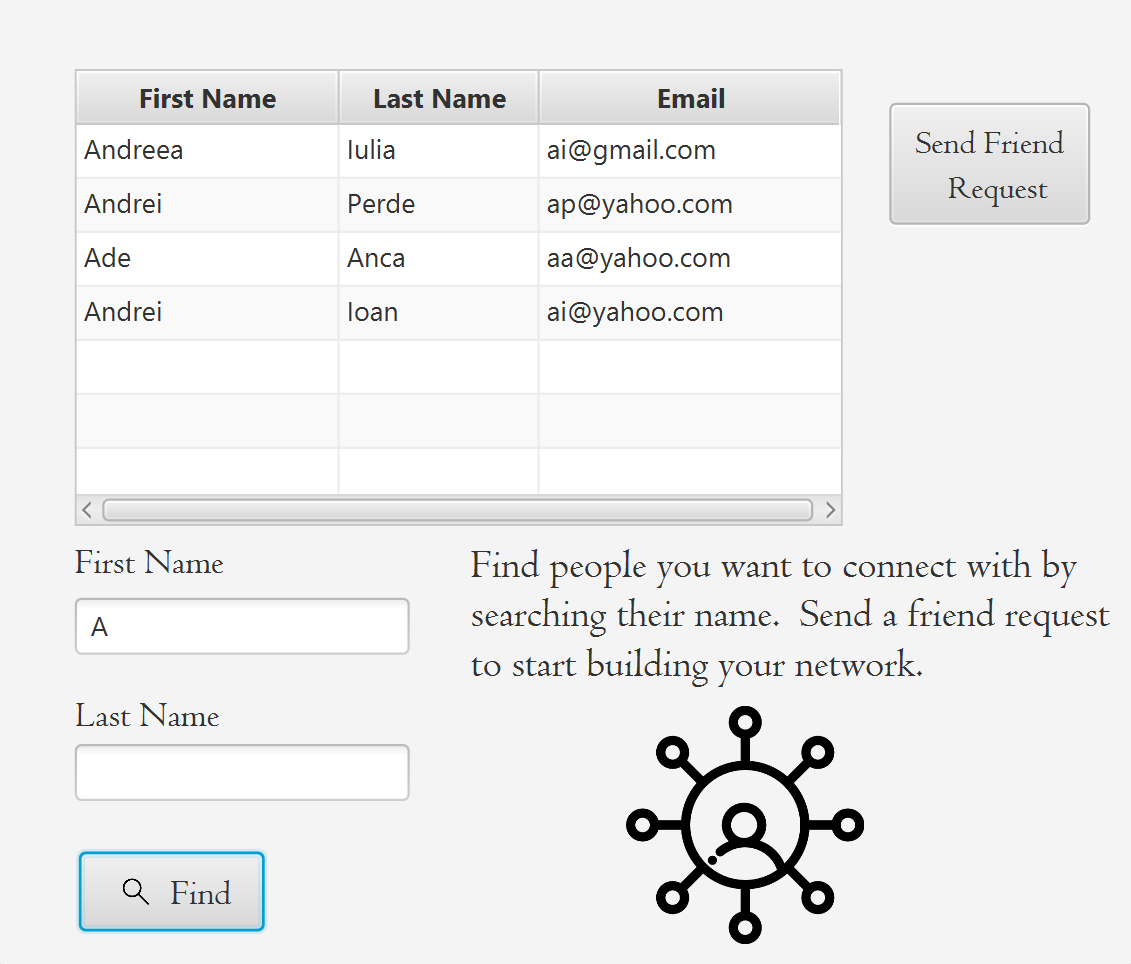 First Name Last Name Email
Andreea Iulia ai@gmail.com
Andrei Perde ap@yahoo.com
Ade Anca aa@yahoo.com
Andrei Ioan ai@yahoo.com
Send Friend
Request
First Name
A
Last Name
Find
Find people you want to connect with by
searching their name. Send a friend request
to start building your network.